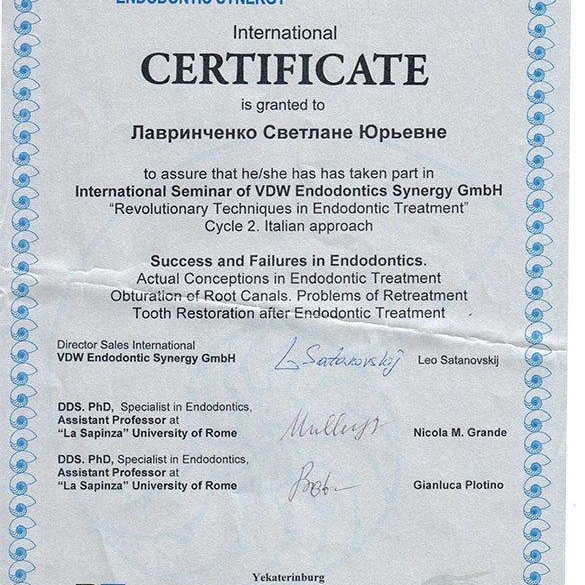 ENDODONTIC SYNERGY
International
CERTIFICATE
is granted to
Лавринченко Светлане Юрьевне
to assure that he/she has has taken part in
International Seminar of VDW Endodontics Synergy GmbH
“Revolutionary Techniques in Endodontic Treatment”
Cycle 2. Italian approach
Success and Failures in Endodontics.
Actual Conceptions in Endodontic Treatment
Obturation of Root Canals. Problems of Retreatment
Tooth Restoration after Endodontic Treatment
Director Sales International
VDW Endodontic Synergy GmbH
L Satanovskij
Leo Satanovskij
DDS. PhD, Specialist in Endodontics,
Assistant Professor at
“La Sapinza” University of Rome
Nicola M. Grande
DDS. PhD, Specialist in Endodontics,
Assistant Professor at
“La Sapinza” University of Rome
Gianluca Plotino
Yekaterinburg